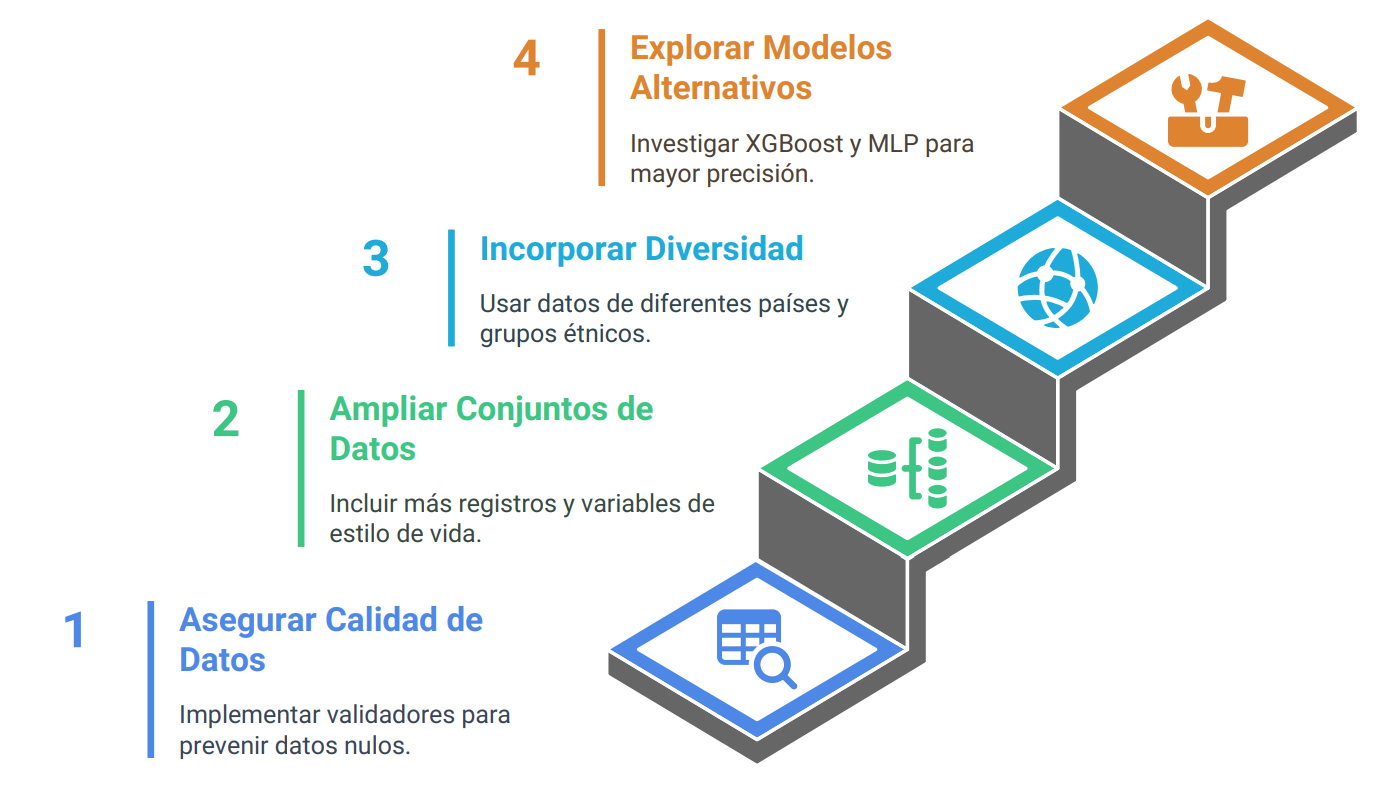 4
Explorar Modelos
Alternativos
Investigar XGBoost y MLP para
mayor precisión.
3
Incorporar Diversidad
Usar datos de diferentes países y
grupos étnicos.
2
Ampliar Conjuntos de
Datos
Incluir más registros y variables de
estilo de vida.
1
Asegurar Calidad de
Datos
Implementar validadores para
prevenir datos nulos.